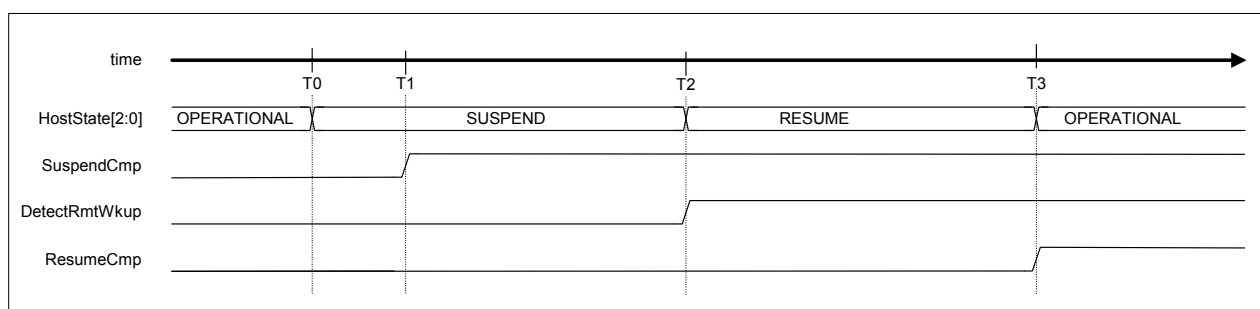 time
T0 T1 T2 T3
HostState[2:0] OPERATIONAL SUSPEND RESUME OPERATIONAL
SuspendCmp
DetectRmtWkup
ResumeCmp